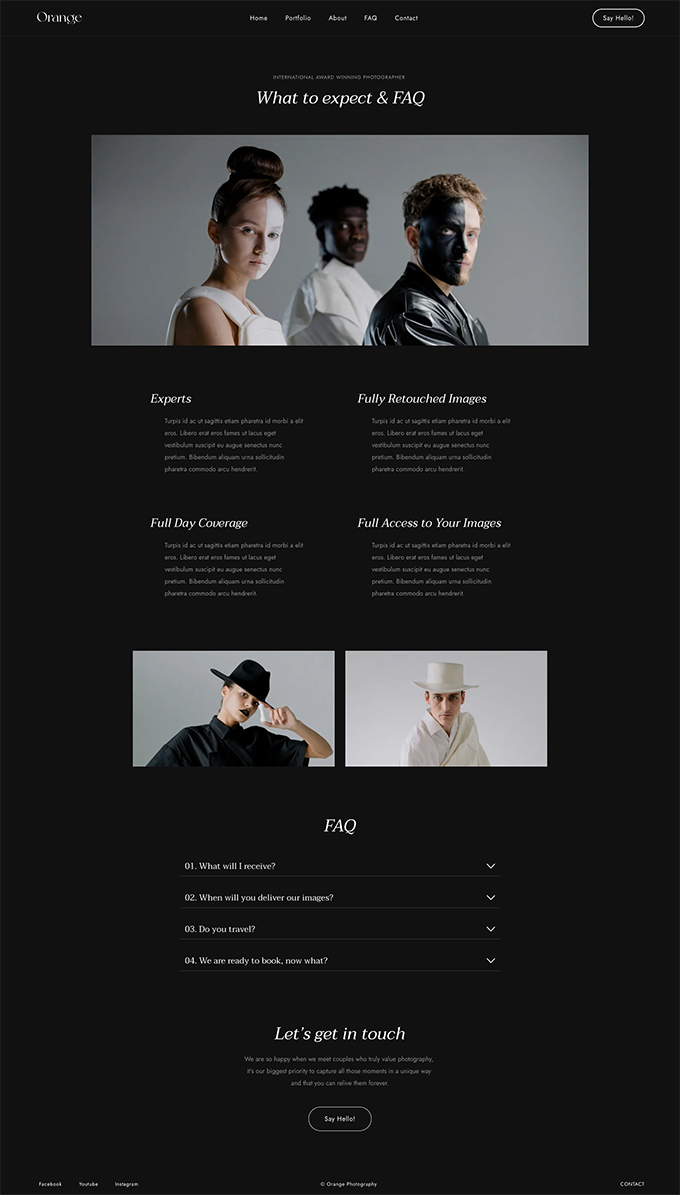 Orange
Home Portfolio About FAQ Contact
Say Hello!
INTERNATIONAL AWARD WINNING PHOTOGRAPHER
What to expect & FAQ
Experts
Turpis id ac ut sagittis etiam pharetra id morbi a elit
eros. Libero erat eros fames ut lacus eget
vestibulum suscipit eu augue senectus nunc
pretium. Bibendum aliquam urna sollicitudin
pharetra commodo arcu hendrerit.
Fully Retouched Images
Turpis id ac ut sagittis etiam pharetra id morbi a elit
eros. Libero erat eros fames ut lacus eget
vestibulum suscipit eu augue senectus nunc
pretium. Bibendum aliquam urna sollicitudin
pharetra commodo arcu hendrerit.
Full Day Coverage
Turpis id ac ut sagittis etiam pharetra id morbi a elit
eros. Libero erat eros fames ut lacus eget
vestibulum suscipit eu augue senectus nunc
pretium. Bibendum aliquam urna sollicitudin
pharetra commodo arcu hendrerit.
Full Access to Your Images
Turpis id ac ut sagittis etiam pharetra id morbi a elit
eros. Libero erat eros fames ut lacus eget
vestibulum suscipit eu augue senectus nunc
pretium. Bibendum aliquam urna sollicitudin
pharetra commodo arcu hendrerit.
FAQ
01. What will I receive?
02. When will you deliver our images?
03. Do you travel?
04. We are ready to book, now what?
Let's get in touch
We are so happy when we meet couples who truly value photography,
it's our biggest priority to capture all those moments in a unique way
and that you can relive them forever.
Say Hello!
Facebook Youtube Instagram
© Orange Photography
CONTACT